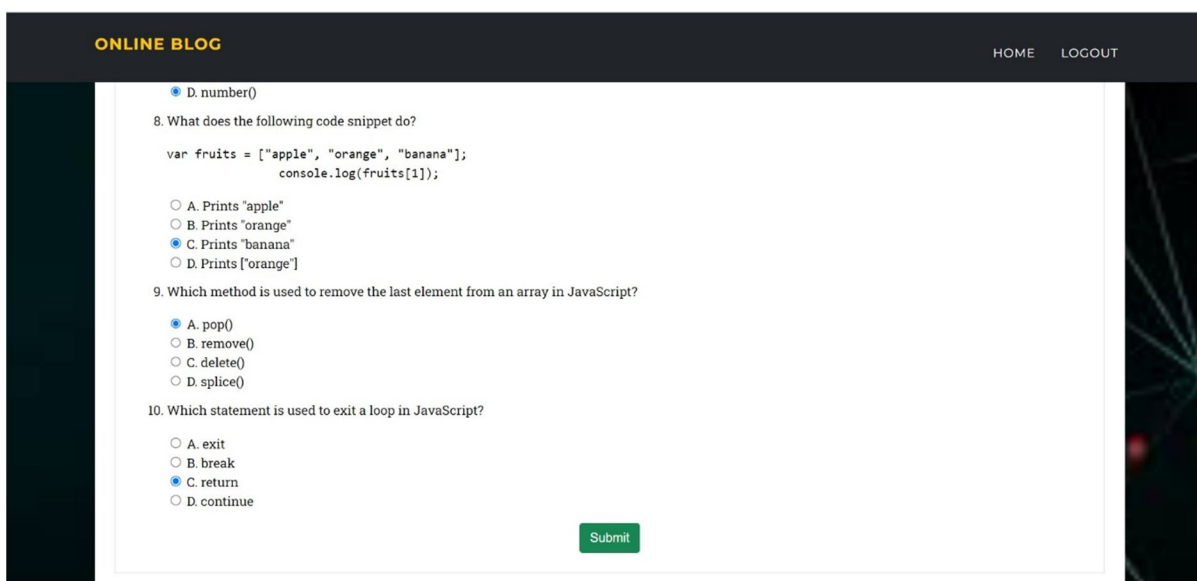 ONLINE BLOG
HOME LOGOUT
D. number()
8. What does the following code snippet do?
var fruits = ["apple", "orange", "banana"];
console.log(fruits[1]);
A. Prints "apple"
B. Prints "orange"
C. Prints "banana"
D. Prints ["orange"]
9. Which method is used to remove the last element from an array in JavaScript?
A. pop()
B. remove()
C. delete()
D. splice()
10. Which statement is used to exit a loop in JavaScript?
A. exit
B. break
C. return
D. continue
Submit